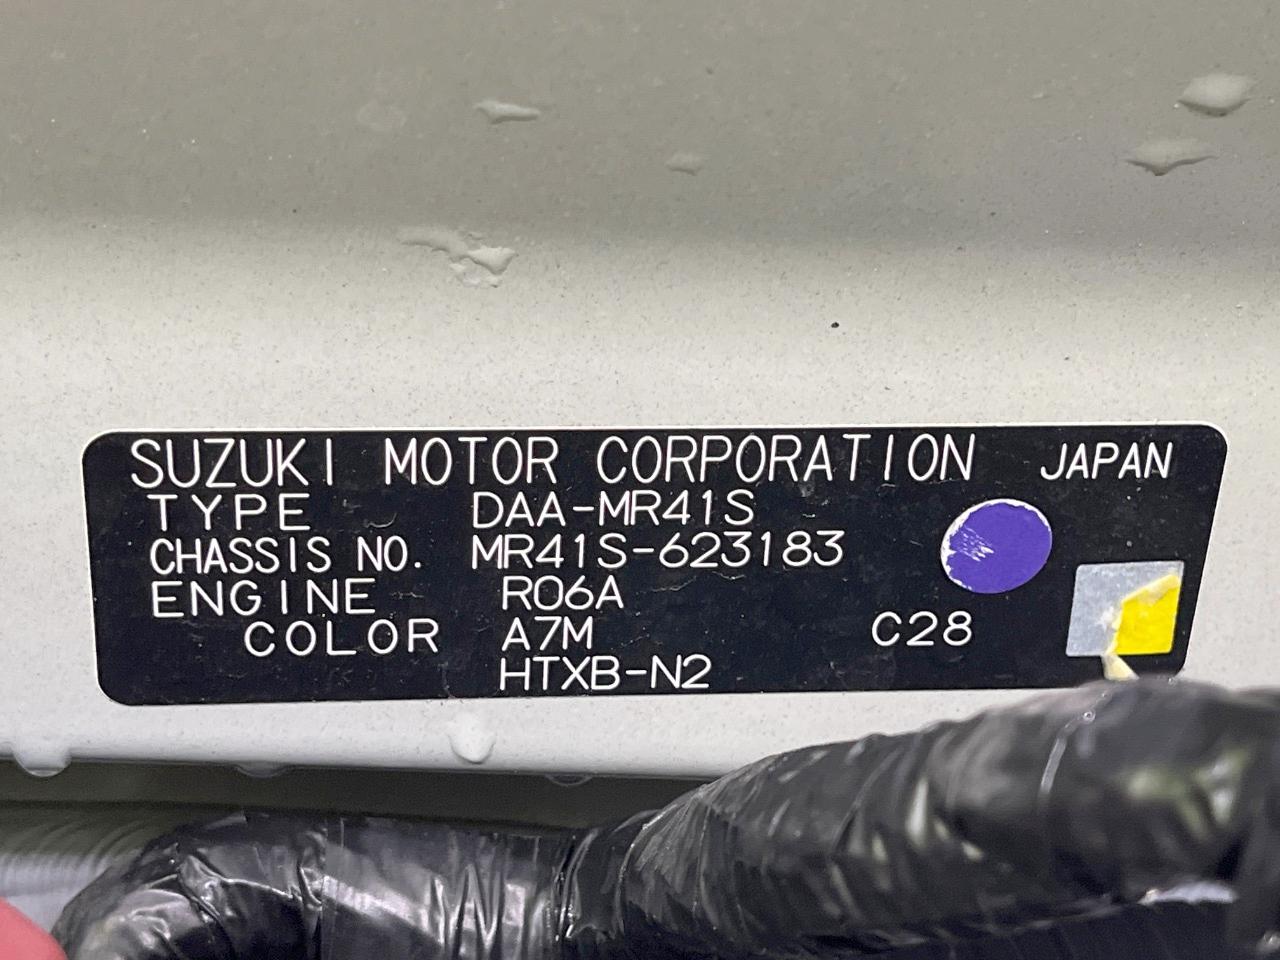 SUZUKI MOTOR CORPORATION JAPAN
TYPE DAA-MR41S
CHASSIS NO. MR41S-623183
ENGINE R06A
COLOR A7M C28
HTXB-N2